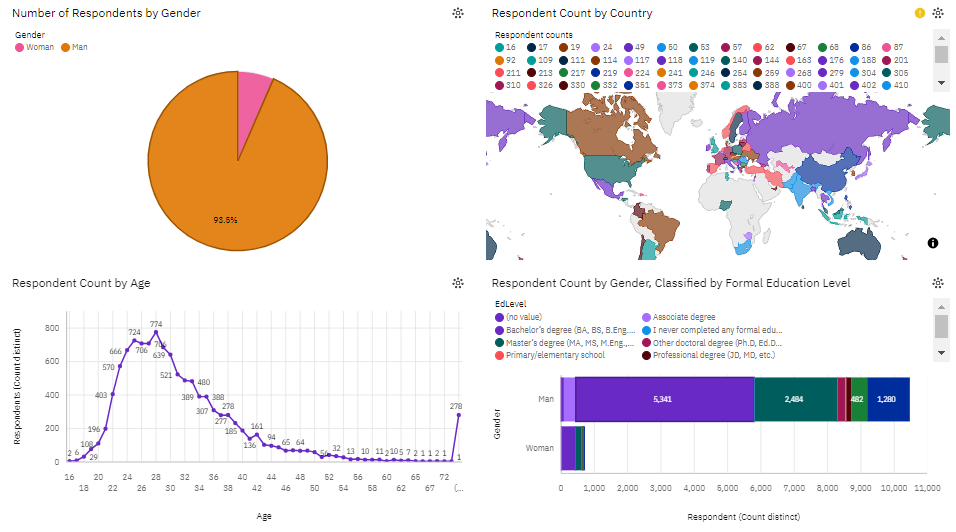 Number of Respondents by Gender
Gender
Woman Man
93.5%
Respondent Count by Country
Respondent counts
16 17 19 24 49 50 53 57 62 67 68 86 87
92 109 111 114 117 118 119 140 144 163 176 188 201
211 213 217 219 224 241 246 254 259 268 279 304 305
310 326 330 332 351 373 374 383 388 400 401 402 410
Respondent Count by Age
Respondents (Count distinct)
800
600
400
200
0
2 6 29 108 196 403 570 666 724 706 774 639 521 389 480 307 388 277 278 185 136 161 94 65 64 32 13 10 11 2 10 5 7 2 1 1 2 1 278 1
16 20 24 28 32 36 40 44 48 52 56 60 64 72
18 22 26 30 34 38 42 46 50 54 58 62 67 (...
Age
Respondent Count by Gender, Classified by Formal Education Level
EdLevel
(no value) Associate degree
Bachelor's degree (BA, BS, B.Eng.... I never completed any formal edu...
Master's degree (MA, MS, M.Eng.,... Other doctoral degree (Ph.D, Ed.D...
Primary/elementary school Professional degree (JD, MD, etc.)
Gender
Man 5,341 2,484 482 1,280
Woman
0 1,000 2,000 3,000 4,000 5,000 6,000 7,000 8,000 9,000 10,000 11,000
Respondent (Count distinct)